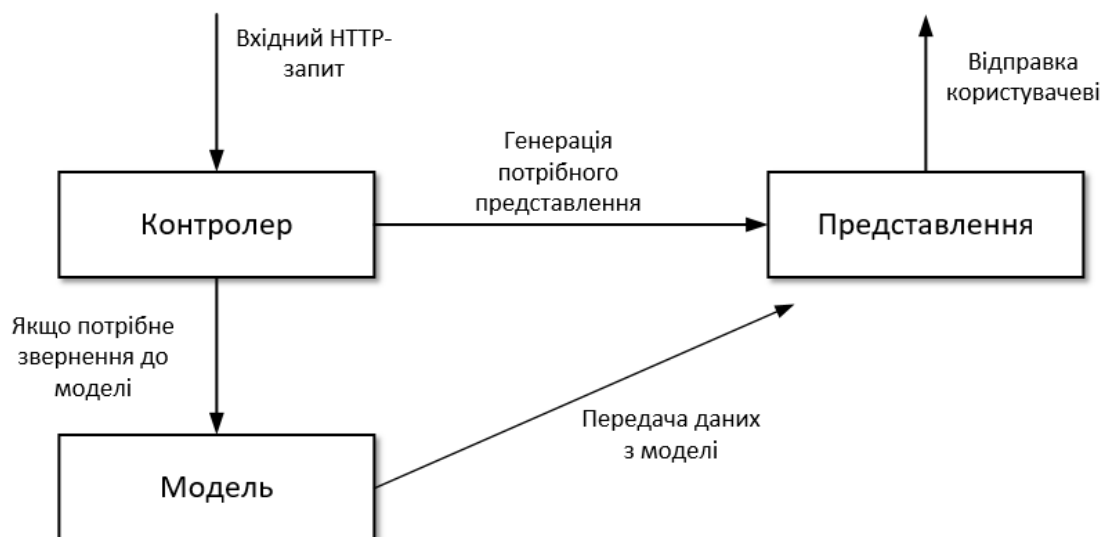 Вхідний HTTP-
запит
Відправка
користувачеві
Генерація
потрібного
представлення
Контролер
Представлення
Якщо потрібне
звернення до
моделі
Передача даних
з моделі
Модель